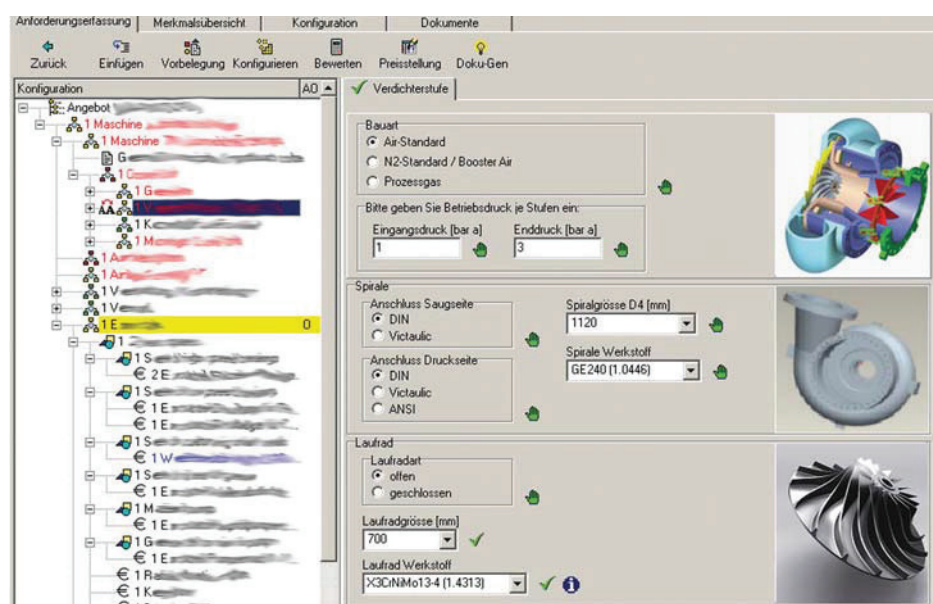 Anforderungserfassung Merkmalsübersicht Konfiguration Dokumente
Zurück Einfügen Vorbelegung Konfigurieren Bewerten Preisstellung Doku-Gen
Konfiguration A0
Angebot
1 Maschine
1 Maschine
G
1
1 G
1 V
1 K
1 M
1 A
1 A
1 V
1 V
1 E 0
1
1 S
€ 2 E
1 S
€ 1 E
€ 1 E
1 S
€ 1 W
1 S
€ 1 E
1 M
€ 1 E
1 G
€ 1 E
€ 1 R
€ 1 K
Verdichterstufe
Bauart
Air-Standard
N2-Standard / Booster Air
Prozessgas
Bitte geben Sie Betriebsdruck je Stufen ein:
Eingangsdruck [bar a] Enddruck [bar a]
1 3
Spirale
Anschluss Saugseite Spiralgrösse D4 [mm]
DIN 1120
Victaulic
Spirale Werkstoff
Anschluss Druckseite GE240 (1.0446)
DIN
Victaulic
ANSI
Laufrad
Laufradart
offen
geschlossen
Laufradgrösse [mm]
700
Laufrad Werkstoff
X3CrNiMo13-4 (1.4313)